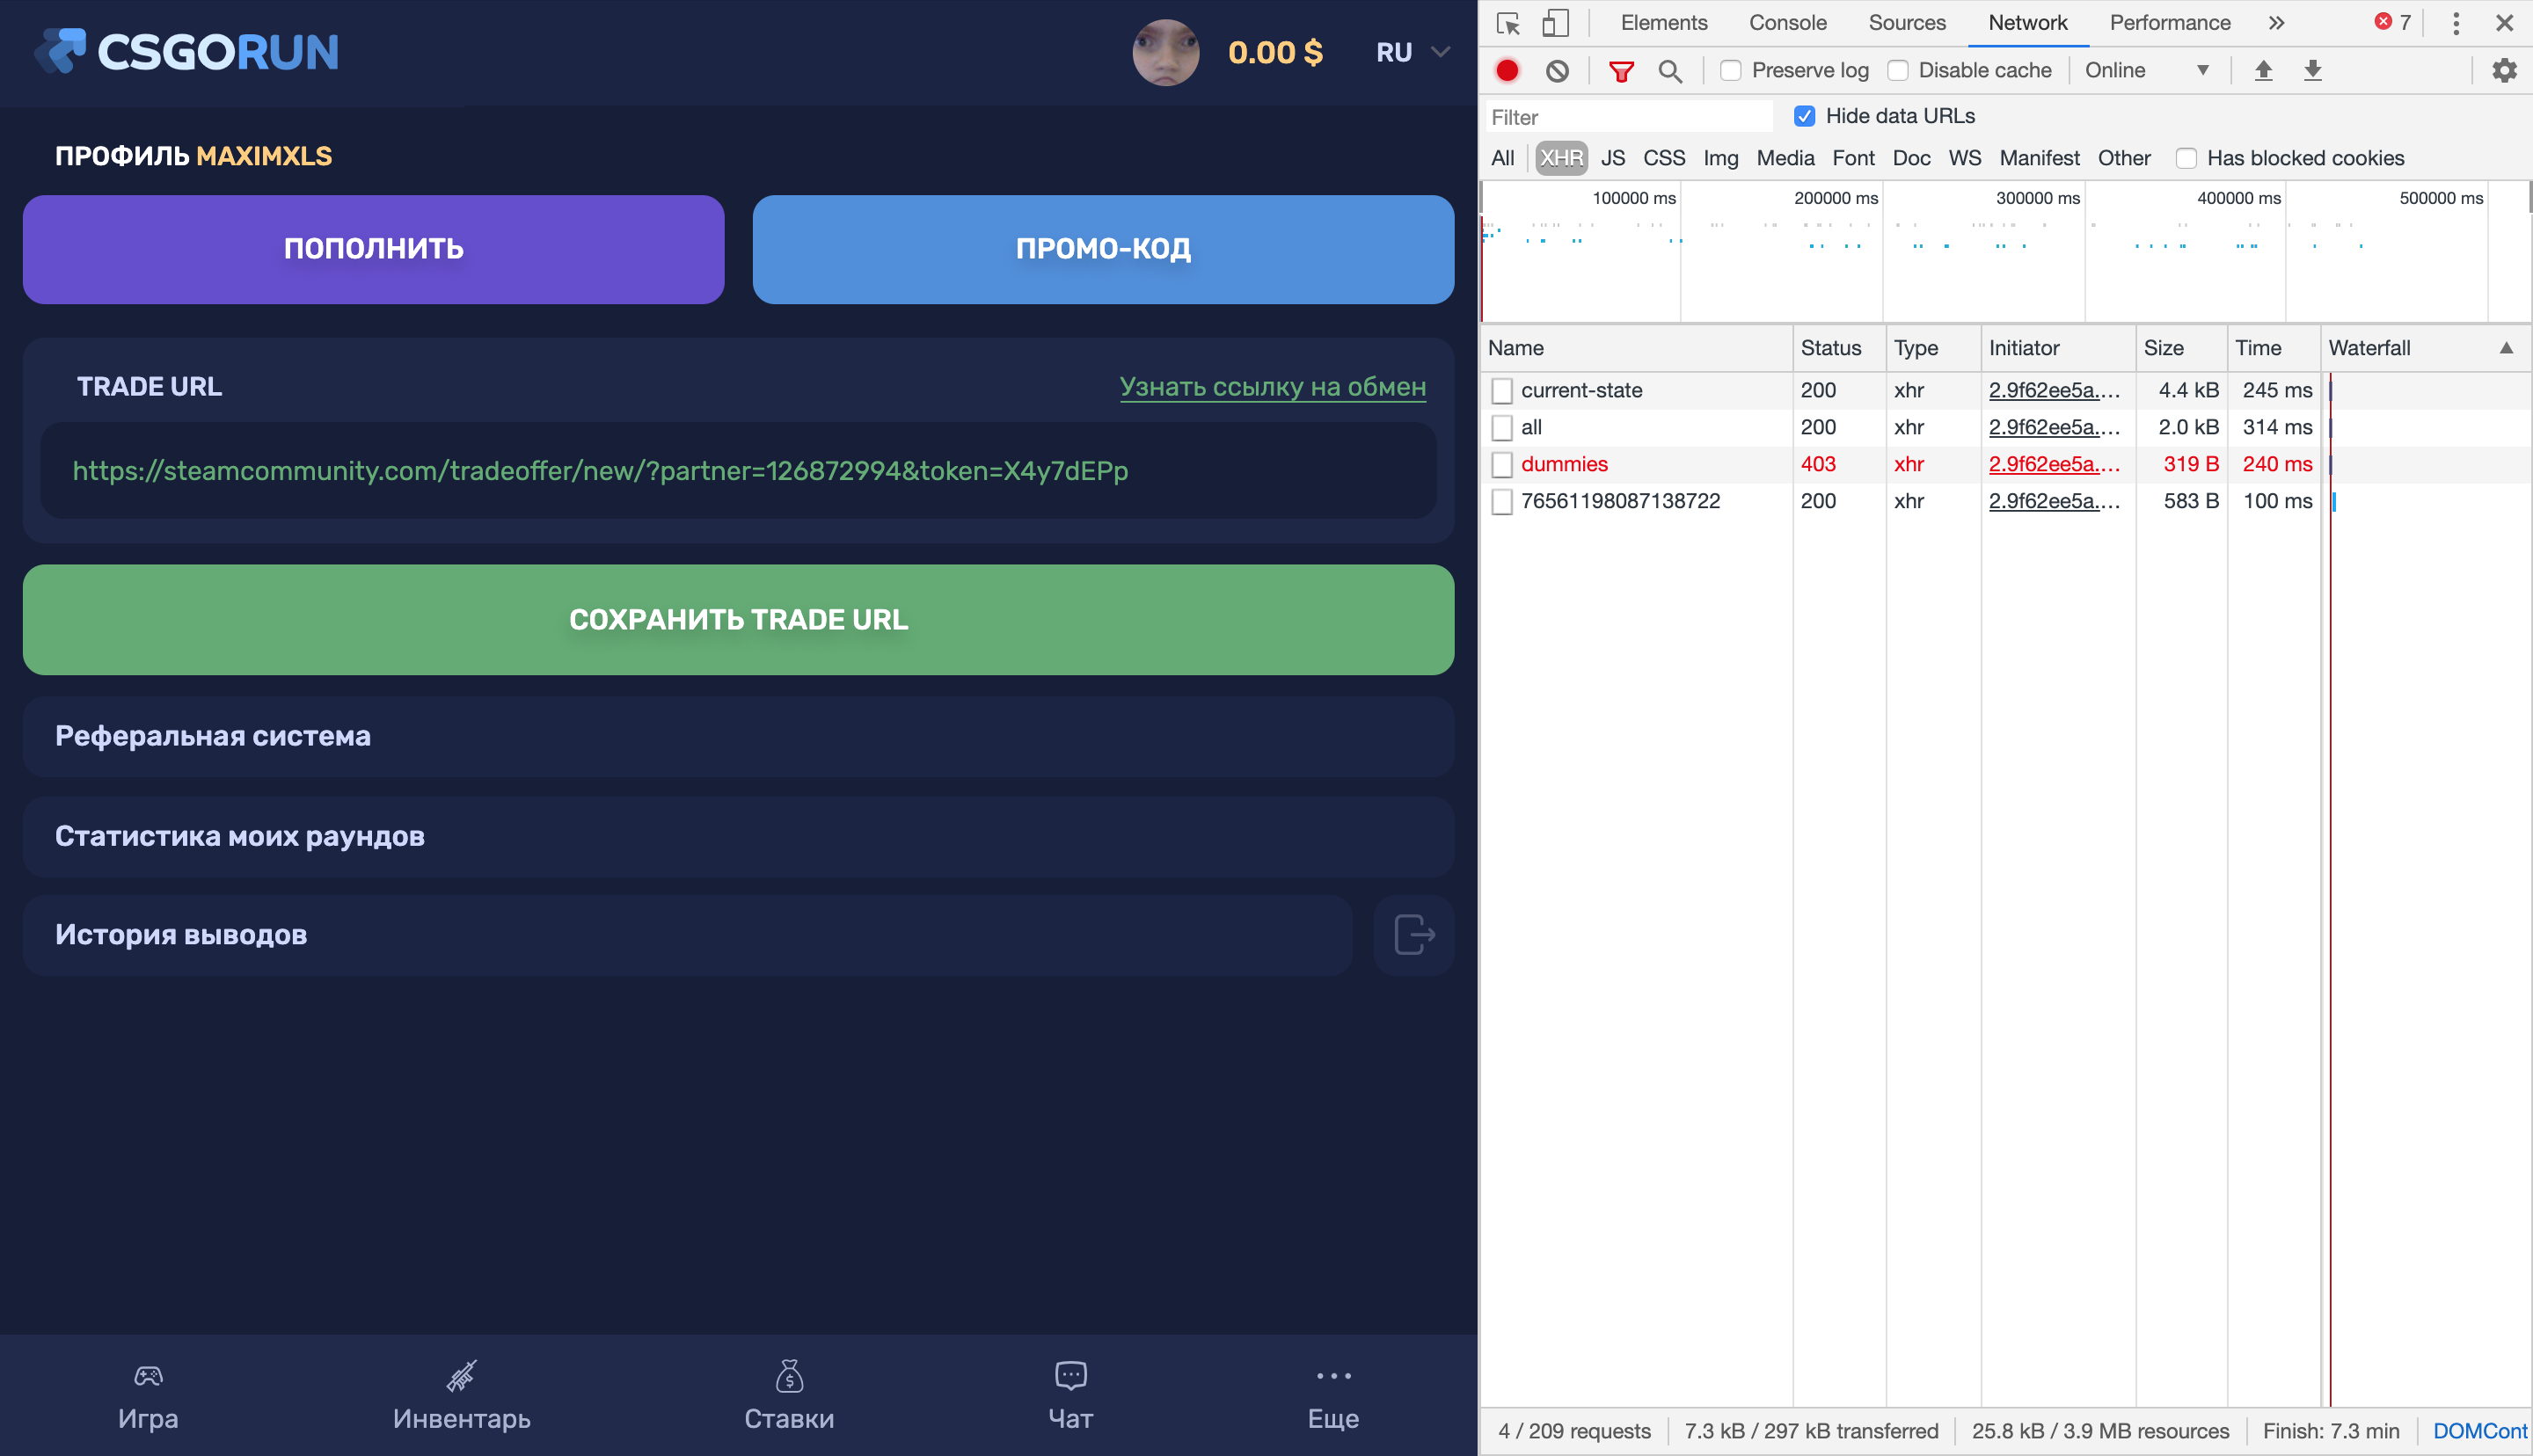 CSGORUN
0.00 $
RU
ПРОФИЛЬ MAXIMXLS
ПОПОЛНИТЬ
ПРОМО-КОД
TRADE URL
Узнать ссылку на обмен
https://steamcommunity.com/tradeoffer/new/?partner=126872994&token=X4y7dEPp
СОХРАНИТЬ TRADE URL
Реферальная система
Статистика моих раундов
История выводов
Игра
Инвентарь
Ставки
Чат
Еще
Elements Console Sources Network Performance » 7
Preserve log Disable cache Online
Filter Hide data URLs
All XHR JS CSS Img Media Font Doc WS Manifest Other Has blocked cookies
100000 ms 200000 ms 300000 ms 400000 ms 500000 ms
Name Status Type Initiator Size Time Waterfall
current-state 200 xhr 2.9f62ee5a.… 4.4 kB 245 ms
all 200 xhr 2.9f62ee5a.… 2.0 kB 314 ms
dummies 403 xhr 2.9f62ee5a.… 319 B 240 ms
76561198087138722 200 xhr 2.9f62ee5a.… 583 B 100 ms
4 / 209 requests 7.3 kB / 297 kB transferred 25.8 kB / 3.9 MB resources Finish: 7.3 min DOMCont